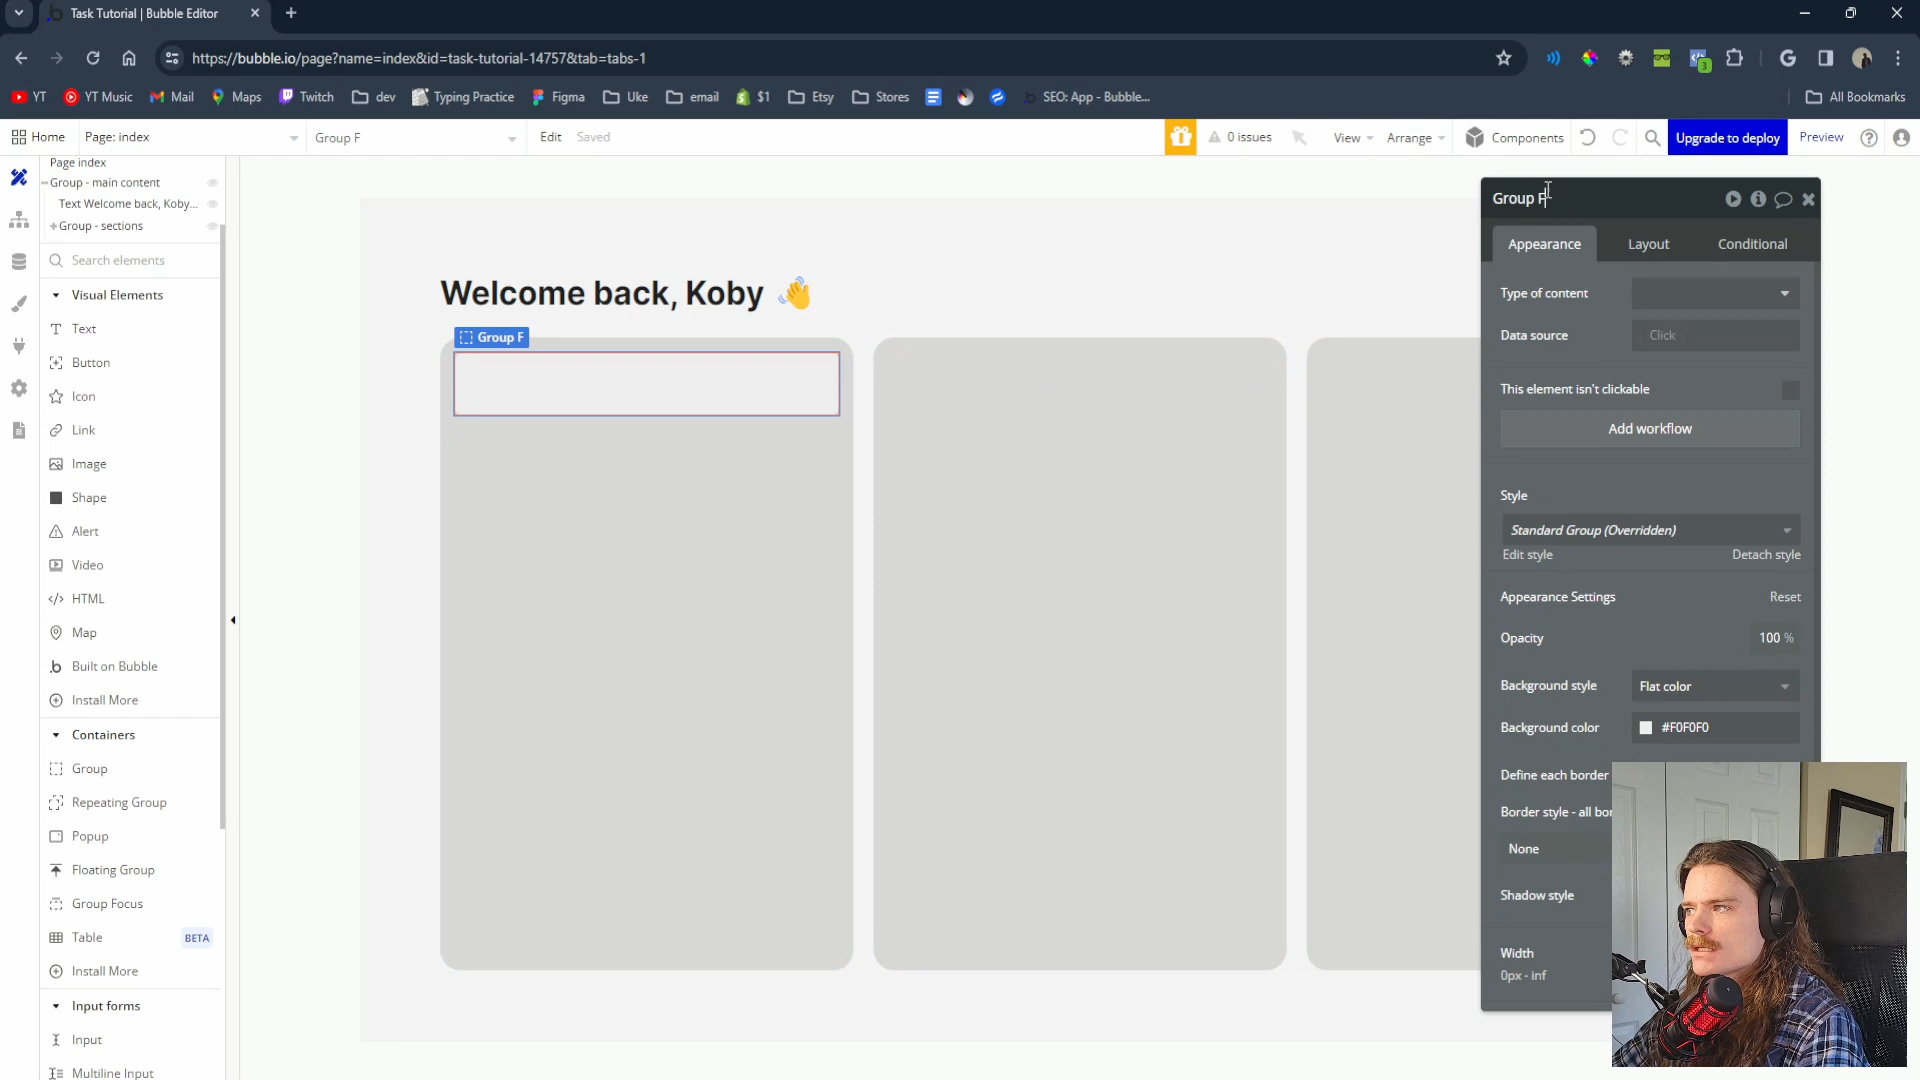 Task Tutorial | Bubble Editor
https://bubble.io/page?name=index&id=task-tutorial-14757&tab=tabs-1
YT
YT Music
Mail
Maps
Twitch
dev
Typing Practice
Figma
Uke
email
$1
Etsy
Stores
SEO: App - Bubble...
All Bookmarks
Home
Page: index
Group F
Edit
Saved
0 issues
View
Arrange
Components
Upgrade to deploy
Preview
Page index
Group - main content
Text Welcome back, Koby...
Group - sections
Search elements
Visual Elements
Text
Button
Icon
Link
Image
Shape
Alert
Video
HTML
Map
Built on Bubble
Install More
Containers
Group
Repeating Group
Popup
Floating Group
Group Focus
Table
BETA
Install More
Input forms
Input
Multiline Input
Welcome back, Koby 👋
Group F
Group F
Appearance
Layout
Conditional
Type of content
Data source
Click
This element isn't clickable
Add workflow
Style
Standard Group (Overridden)
Edit style
Detach style
Appearance Settings
Reset
Opacity
100 %
Background style
Flat color
Background color
#F0F0F0
Define each border
Border style - all bor
None
Shadow style
Width
0px - inf